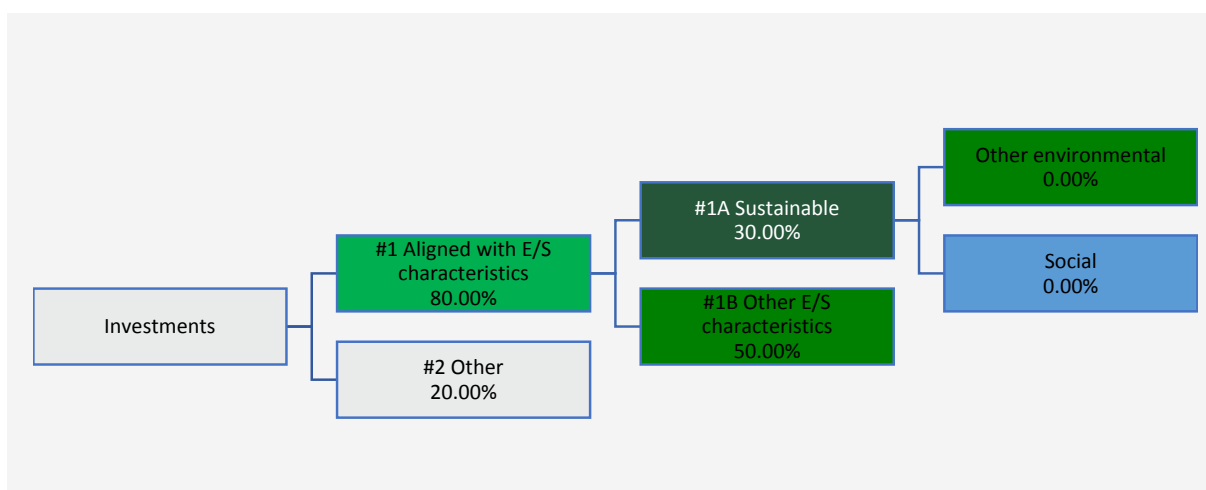 Investments
#1 Aligned with E/S
characteristics
80.00%
#2 Other
20.00%
#1A Sustainable
30.00%
#1B Other E/S
characteristics
50.00%
Other environmental
0.00%
Social
0.00%